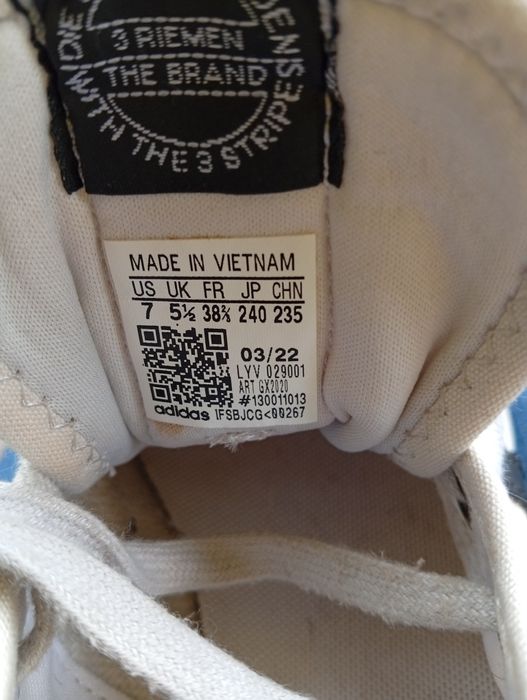 3 RIEMEN
THE BRAND
WITH THE 3 STRIPES
MADE IN VIETNAM
US UK FR JP CHN
7 5½ 38⅔ 240 235
03/22
LYV 029001
ART GX2020
#130011013
adidas IFSBJCG<00267